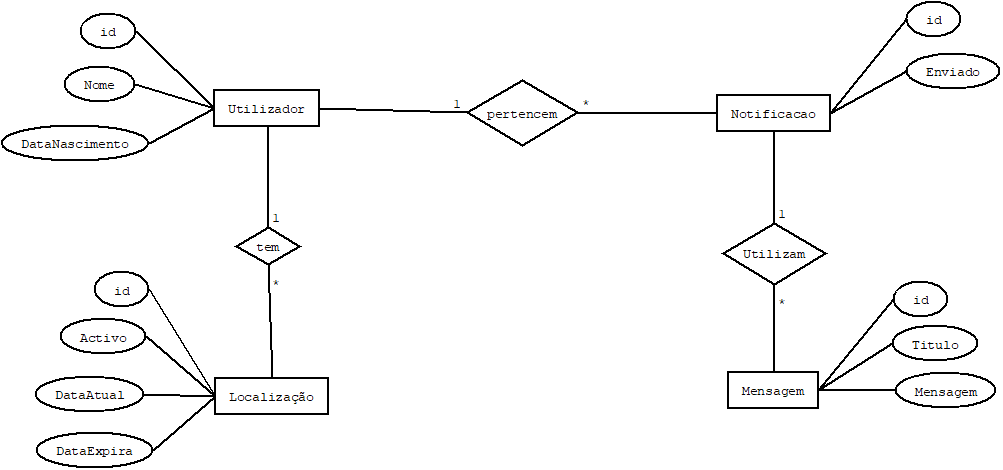 id
id
Nome
Enviado
Utilizador
1
pertencem
*
Notificacao
DataNascimento
1
tem
*
1
Utilizam
*
id
Activo
DataAtual
DataExpira
Localização
id
Titulo
Mensagem
Mensagem